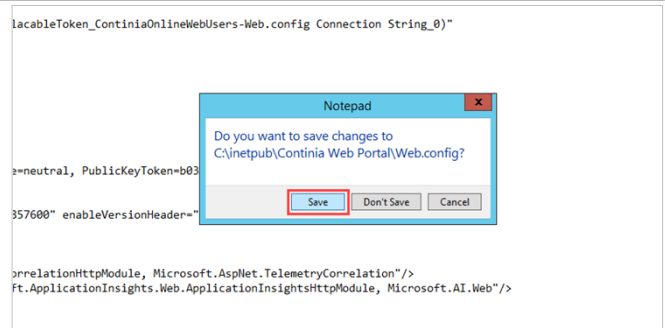 lacableToken_ContiniaOnlineWebUsers-Web.config Connection String_0)"
Notepad
x
Do you want to save changes to
C:\inetpub\Continia Web Portal\Web.config?
e=neutral, PublicKeyToken=b03
Save
Don't Save
Cancel
357600" enableVersionHeader="
orrelationHttpModule, Microsoft.AspNet.TelemetryCorrelation"/>
ft.ApplicationInsights.Web.ApplicationInsightsHttpModule, Microsoft.AI.Web"/>